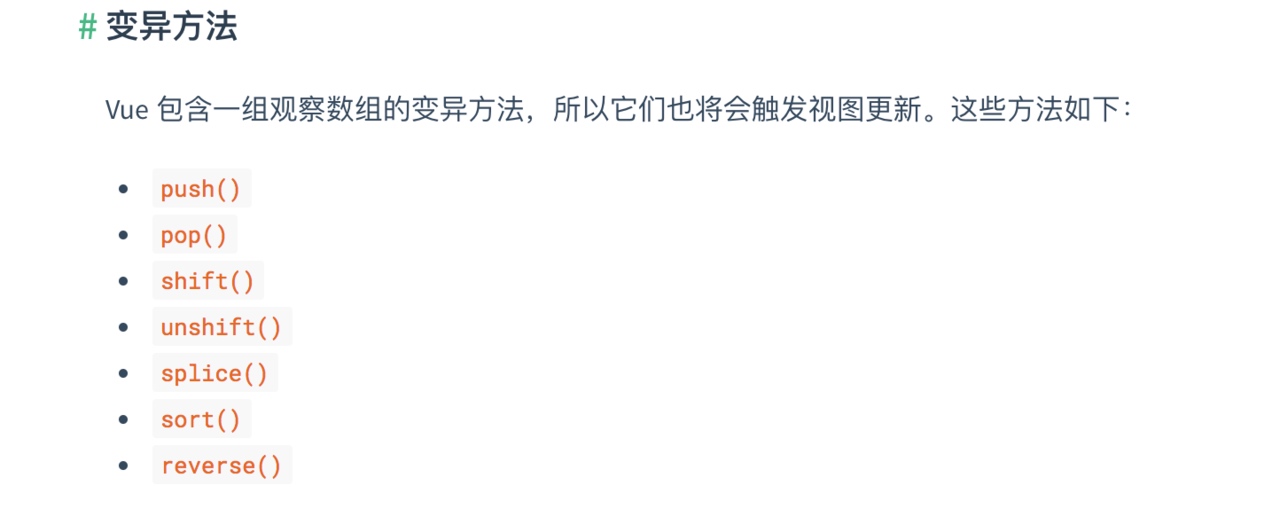 # 变异方法
Vue 包含一组观察数组的变异方法，所以它们也将会触发视图更新。这些方法如下：
• push()
• pop()
• shift()
• unshift()
• splice()
• sort()
• reverse()